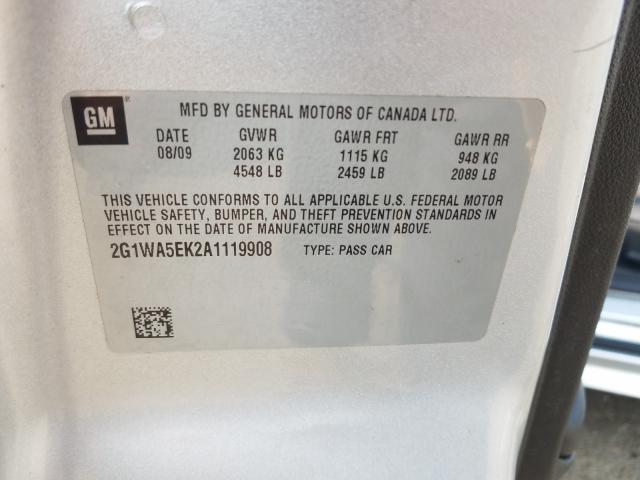 GM
MFD BY GENERAL MOTORS OF CANADA LTD.
DATE GVWR GAWR FRT GAWR RR
08/09 2063 KG 1115 KG 948 KG
4548 LB 2459 LB 2089 LB
THIS VEHICLE CONFORMS TO ALL APPLICABLE U.S. FEDERAL MOTOR
VEHICLE SAFETY, BUMPER, AND THEFT PREVENTION STANDARDS IN
EFFECT ON THE DATE OF MANUFACTURE SHOWN ABOVE.
2G1WA5EK2A1119908 TYPE: PASS CAR